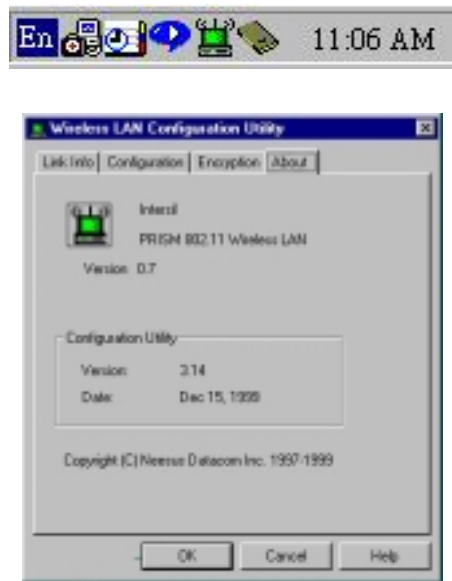 En 11:06 AM
Wireless LAN Configuration Utility
Link Info Configuration Encryption About
Intersil
PRISM 802.11 Wireless LAN
Version 0.7
Configuration Utility
Version: 3.14
Date: Dec 15, 1999
Copyright (C) Neesus Datacom Inc. 1997-1999
OK Cancel Help